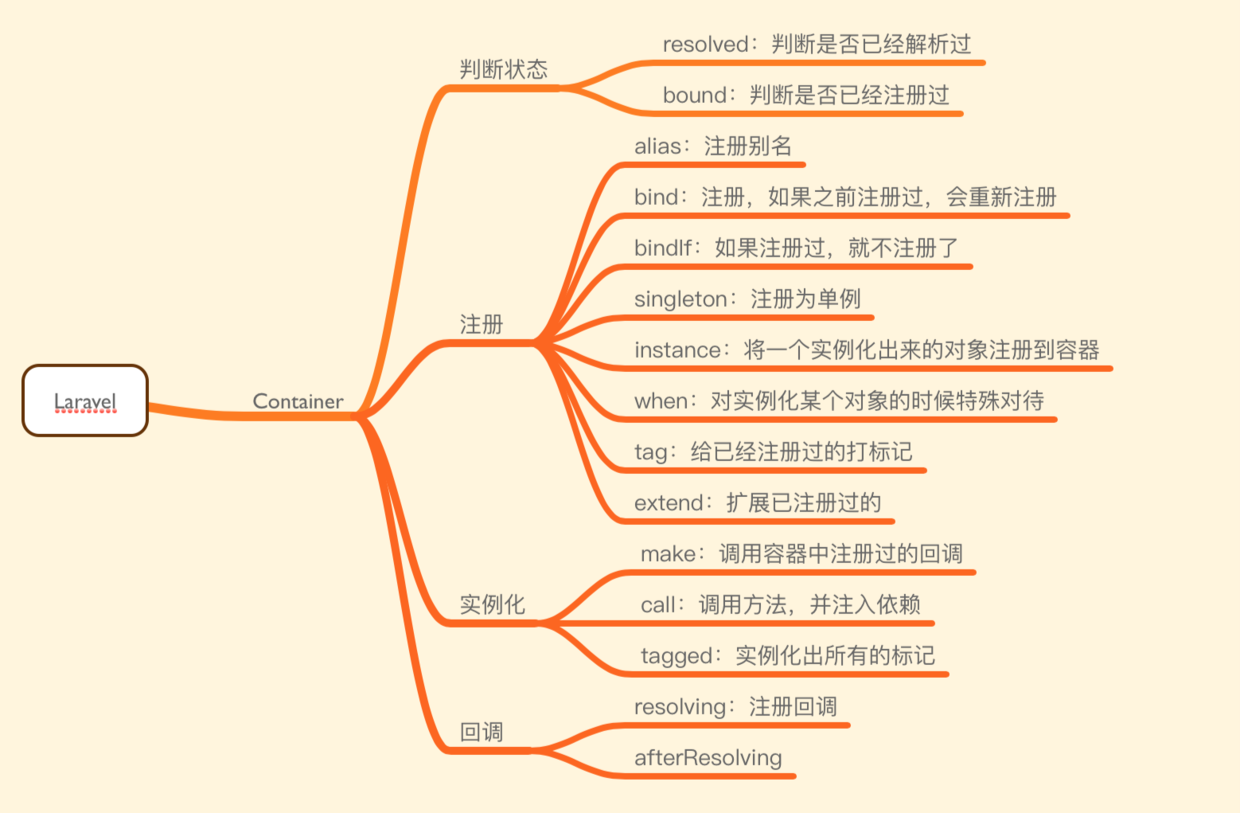 Laravel
Container
判断状态
resolved：判断是否已经解析过
bound：判断是否已经注册过
注册
alias：注册别名
bind：注册，如果之前注册过，会重新注册
bindIf：如果注册过，就不注册了
singleton：注册为单例
instance：将一个实例化出来的对象注册到容器
when：对实例化某个对象的时候特殊对待
tag：给已经注册过的打标记
extend：扩展已注册过的
实例化
make：调用容器中注册过的回调
call：调用方法，并注入依赖
tagged：实例化出所有的标记
回调
resolving：注册回调
afterResolving